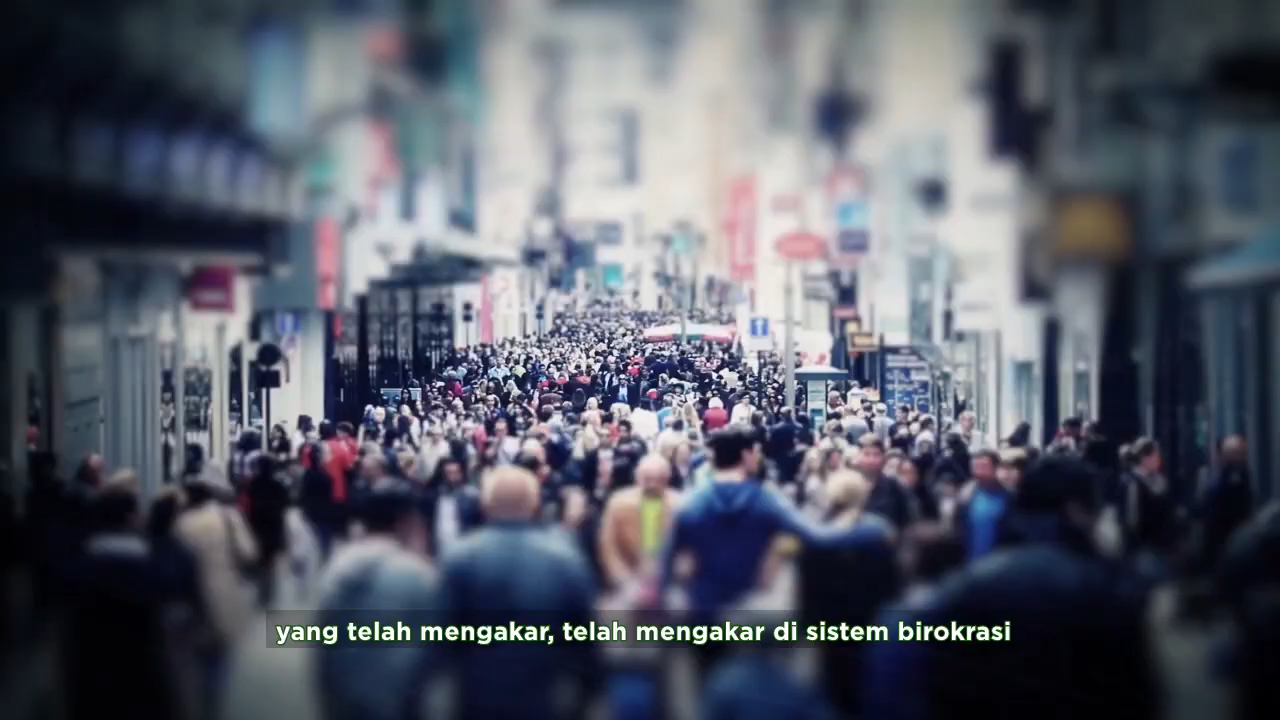 yang telah mengakar, telah mengakar di sistem birokrasi